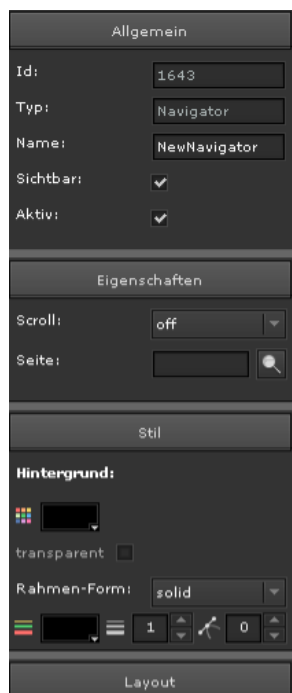 Allgemein
Id: 1643
Typ: Navigator
Name: NewNavigator
Sichtbar:
Aktiv:
Eigenschaften
Scroll: off
Seite:
Stil
Hintergrund:
transparent
Rahmen-Form: solid
1 0
Layout